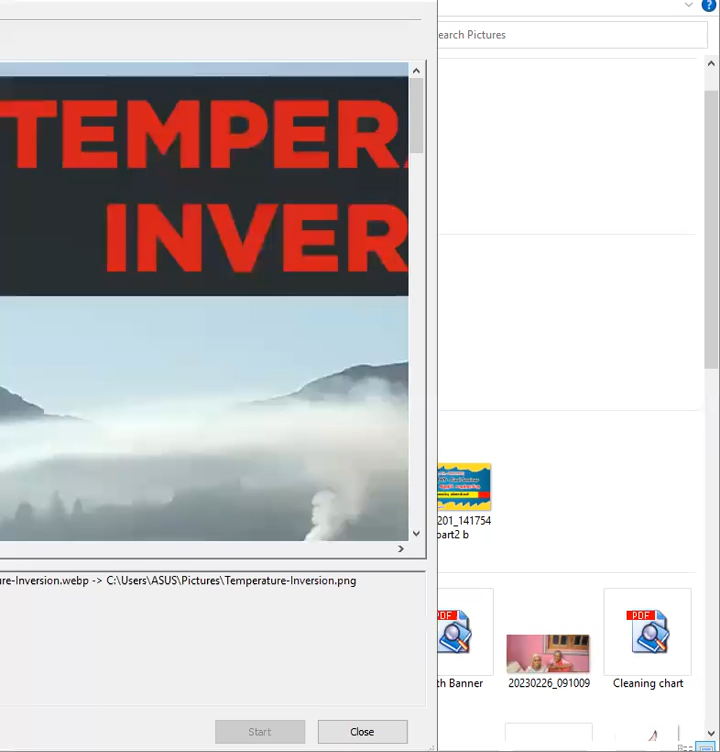 earch Pictures
TEMPERA
INVER
201_141754
part2 b
re-Inversion.webp -> C:\Users\ASUS\Pictures\Temperature-Inversion.png
PDF
PDF
th Banner
20230226_091009
Cleaning chart
Start
Close